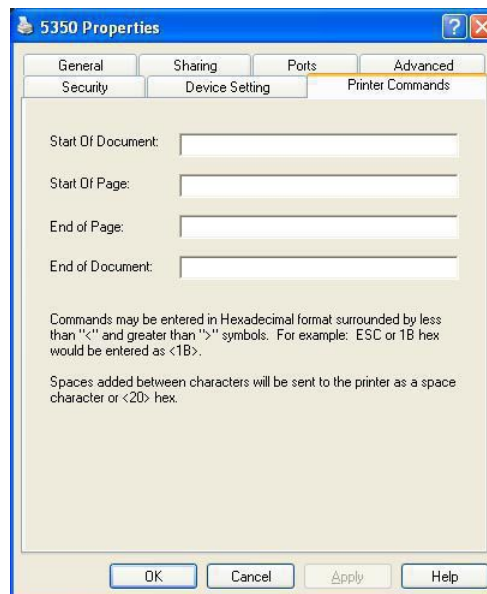 5350 Properties
General Sharing Ports Advanced
Security Device Setting Printer Commands
Start Of Document:
Start Of Page:
End of Page:
End of Document:
Commands may be entered in Hexadecimal format surrounded by less
than "<" and greater than ">" symbols. For example: ESC or 1B hex
would be entered as <1B>.
Spaces added between characters will be sent to the printer as a space
character or <20> hex.
OK Cancel Apply Help